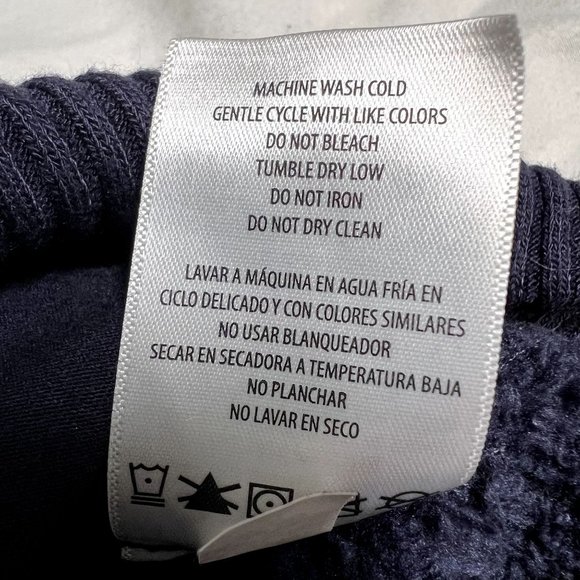 MACHINE WASH COLD
GENTLE CYCLE WITH LIKE COLORS
DO NOT BLEACH
TUMBLE DRY LOW
DO NOT IRON
DO NOT DRY CLEAN
LAVAR A MÁQUINA EN AGUA FRÍA EN
CICLO DELICADO Y CON COLORES SIMILARES
NO USAR BLANQUEADOR
SECAR EN SECADORA A TEMPERATURA BAJA
NO PLANCHAR
NO LAVAR EN SECO